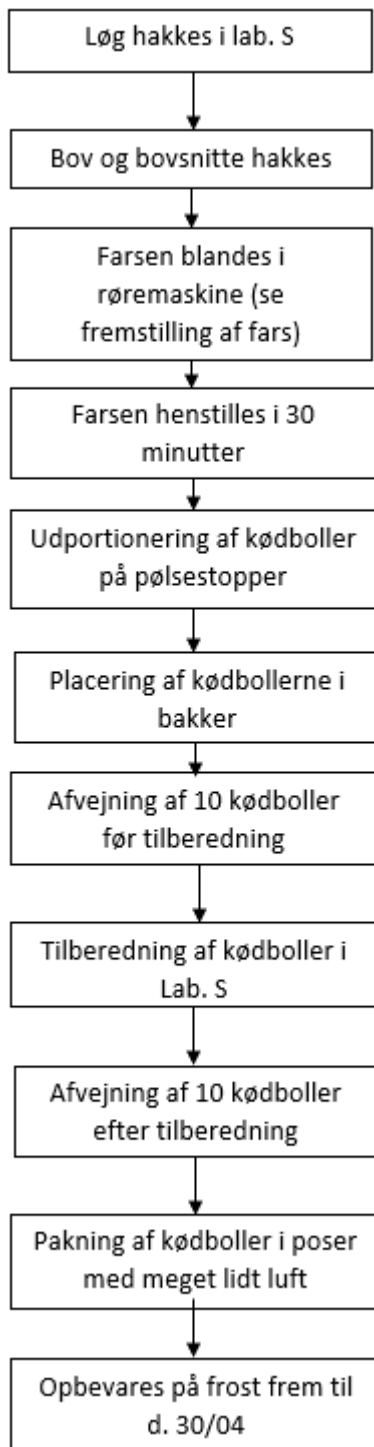 Løg hakkes i lab. S
Bov og bovsnitte hakkes
Farsen blandes i
røremaskine (se
fremstilling af fars)
Farsen henstilles i 30
minutter
Udportionering af kødboller
på pølsestopper
Placering af kødbollerne i
bakker
Afvejning af 10 kødboller
før tilberedning
Tilberedning af kødboller i
Lab. S
Afvejning af 10 kødboller
efter tilberedning
Pakning af kødboller i poser
med meget lidt luft
Opbevares på frost frem til
d. 30/04